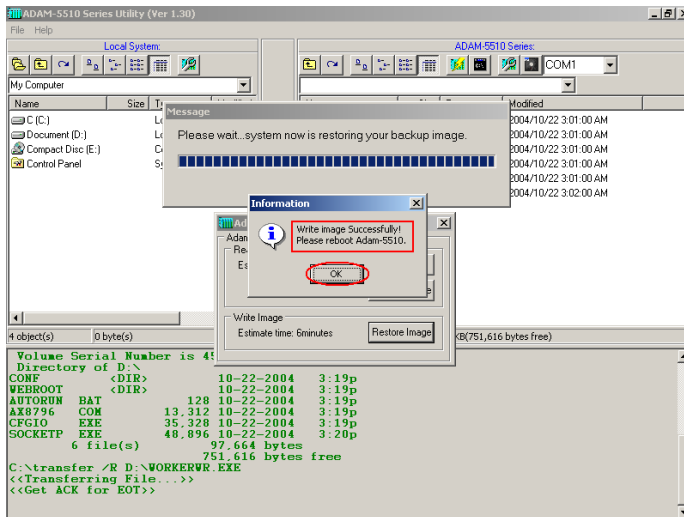 ADAM-5510 Series Utility (Ver 1.30)
File Help
Local System:
ADAM-5510 Series:
COM1
My Computer
Name Size Modified
C (C:)
Document (D:)
Compact Disc (E:)
Control Panel
2004/10/22 3:01:00 AM
2004/10/22 3:01:00 AM
2004/10/22 3:01:00 AM
2004/10/22 3:01:00 AM
2004/10/22 3:01:00 AM
2004/10/22 3:02:00 AM
Message
Please wait...system now is restoring your backup image.
Information
Write image Successfully!
Please reboot Adam-5510.
OK
Write Image
Estimate time: 6minutes Restore Image
4 object(s) 0 byte(s) KB(751,616 bytes free)
Volume Serial Number is 45
Directory of D:\
CONF <DIR> 10-22-2004 3:19p
WEBROOT <DIR> 10-22-2004 3:19p
AUTORUN BAT 128 10-22-2004 3:19p
AX8796 COM 13,312 10-22-2004 3:19p
CFGIO EXE 35,328 10-22-2004 3:19p
SOCKETP EXE 48,896 10-22-2004 3:20p
6 file(s) 97,664 bytes
751,616 bytes free
C:\transfer /R D:\WORKERWR.EXE
<<Transferring File...>>
<<Get ACK for EOT>>